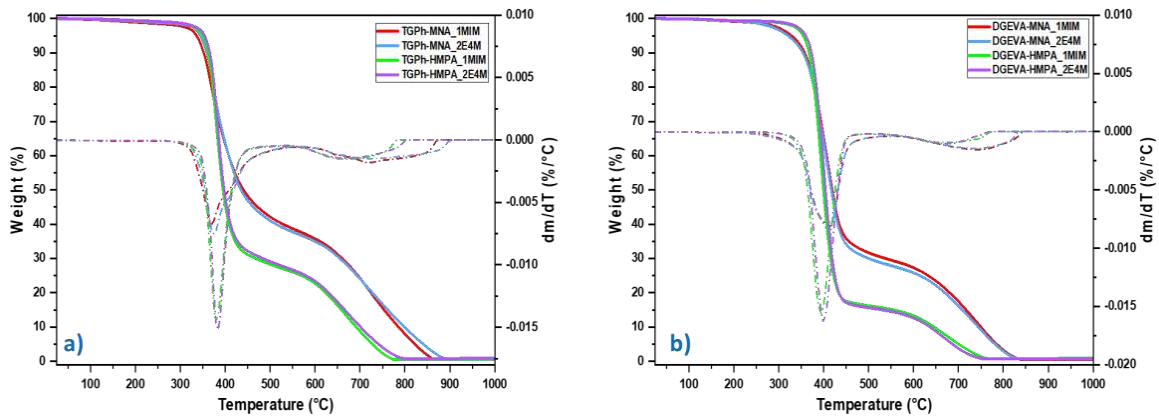 TGPh-MNA_1MIM
TGPh-MNA_2E4M
TGPh-HMPA_1MIM
TGPh-HMPA_2E4M
100
90
80
70
60
50
40
30
20
10
0
Weight (%)
0.010
0.005
0.000
-0.005
-0.010
-0.015
dm/dT (%/°C)
100 200 300 400 500 600 700 800 900 1000
Temperature (°C)
a)
DGEVA-MNA_1MIM
DGEVA-MNA_2E4M
DGEVA-HMPA_1MIM
DGEVA-HMPA_2E4M
100
90
80
70
60
50
40
30
20
10
0
Weight (%)
0.010
0.005
0.000
-0.005
-0.010
-0.015
-0.020
dm/dT (%/°C)
100 200 300 400 500 600 700 800 900 1000
Temperature (°C)
b)